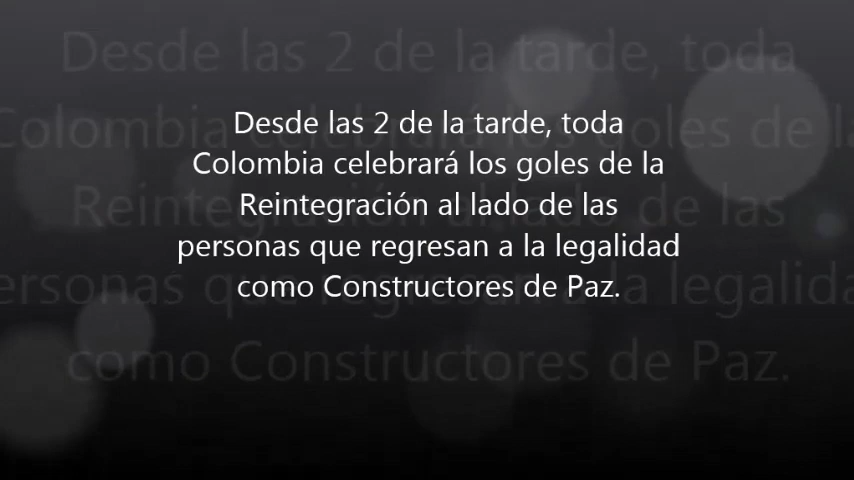 Desde las 2 de la tarde, toda
Colombia celebrará los goles de la
Reintegración al lado de las
personas que regresan a la legalidad
como Constructores de Paz.